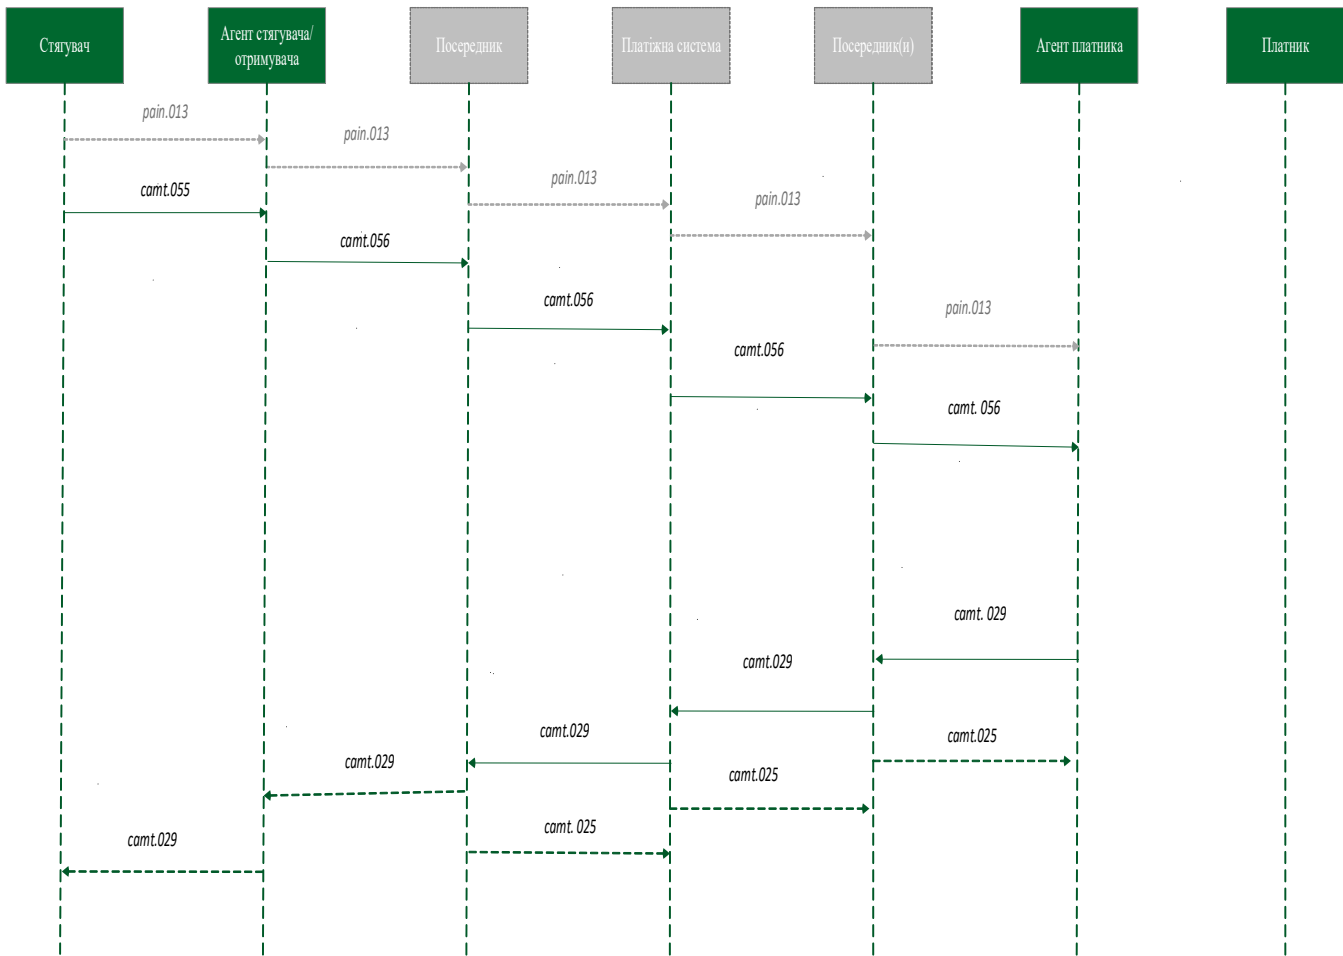 Стягувач
Агент стягувача/
отримувача
Посередник
Платіжна система
Посередник(и)
Агент платника
Платник
pain.013
pain.013
pain.013
pain.013
camt.055
camt.056
camt.056
pain.013
camt.056
camt. 056
camt. 029
camt.029
camt.029
camt.025
camt.029
camt.025
camt. 025
camt.029